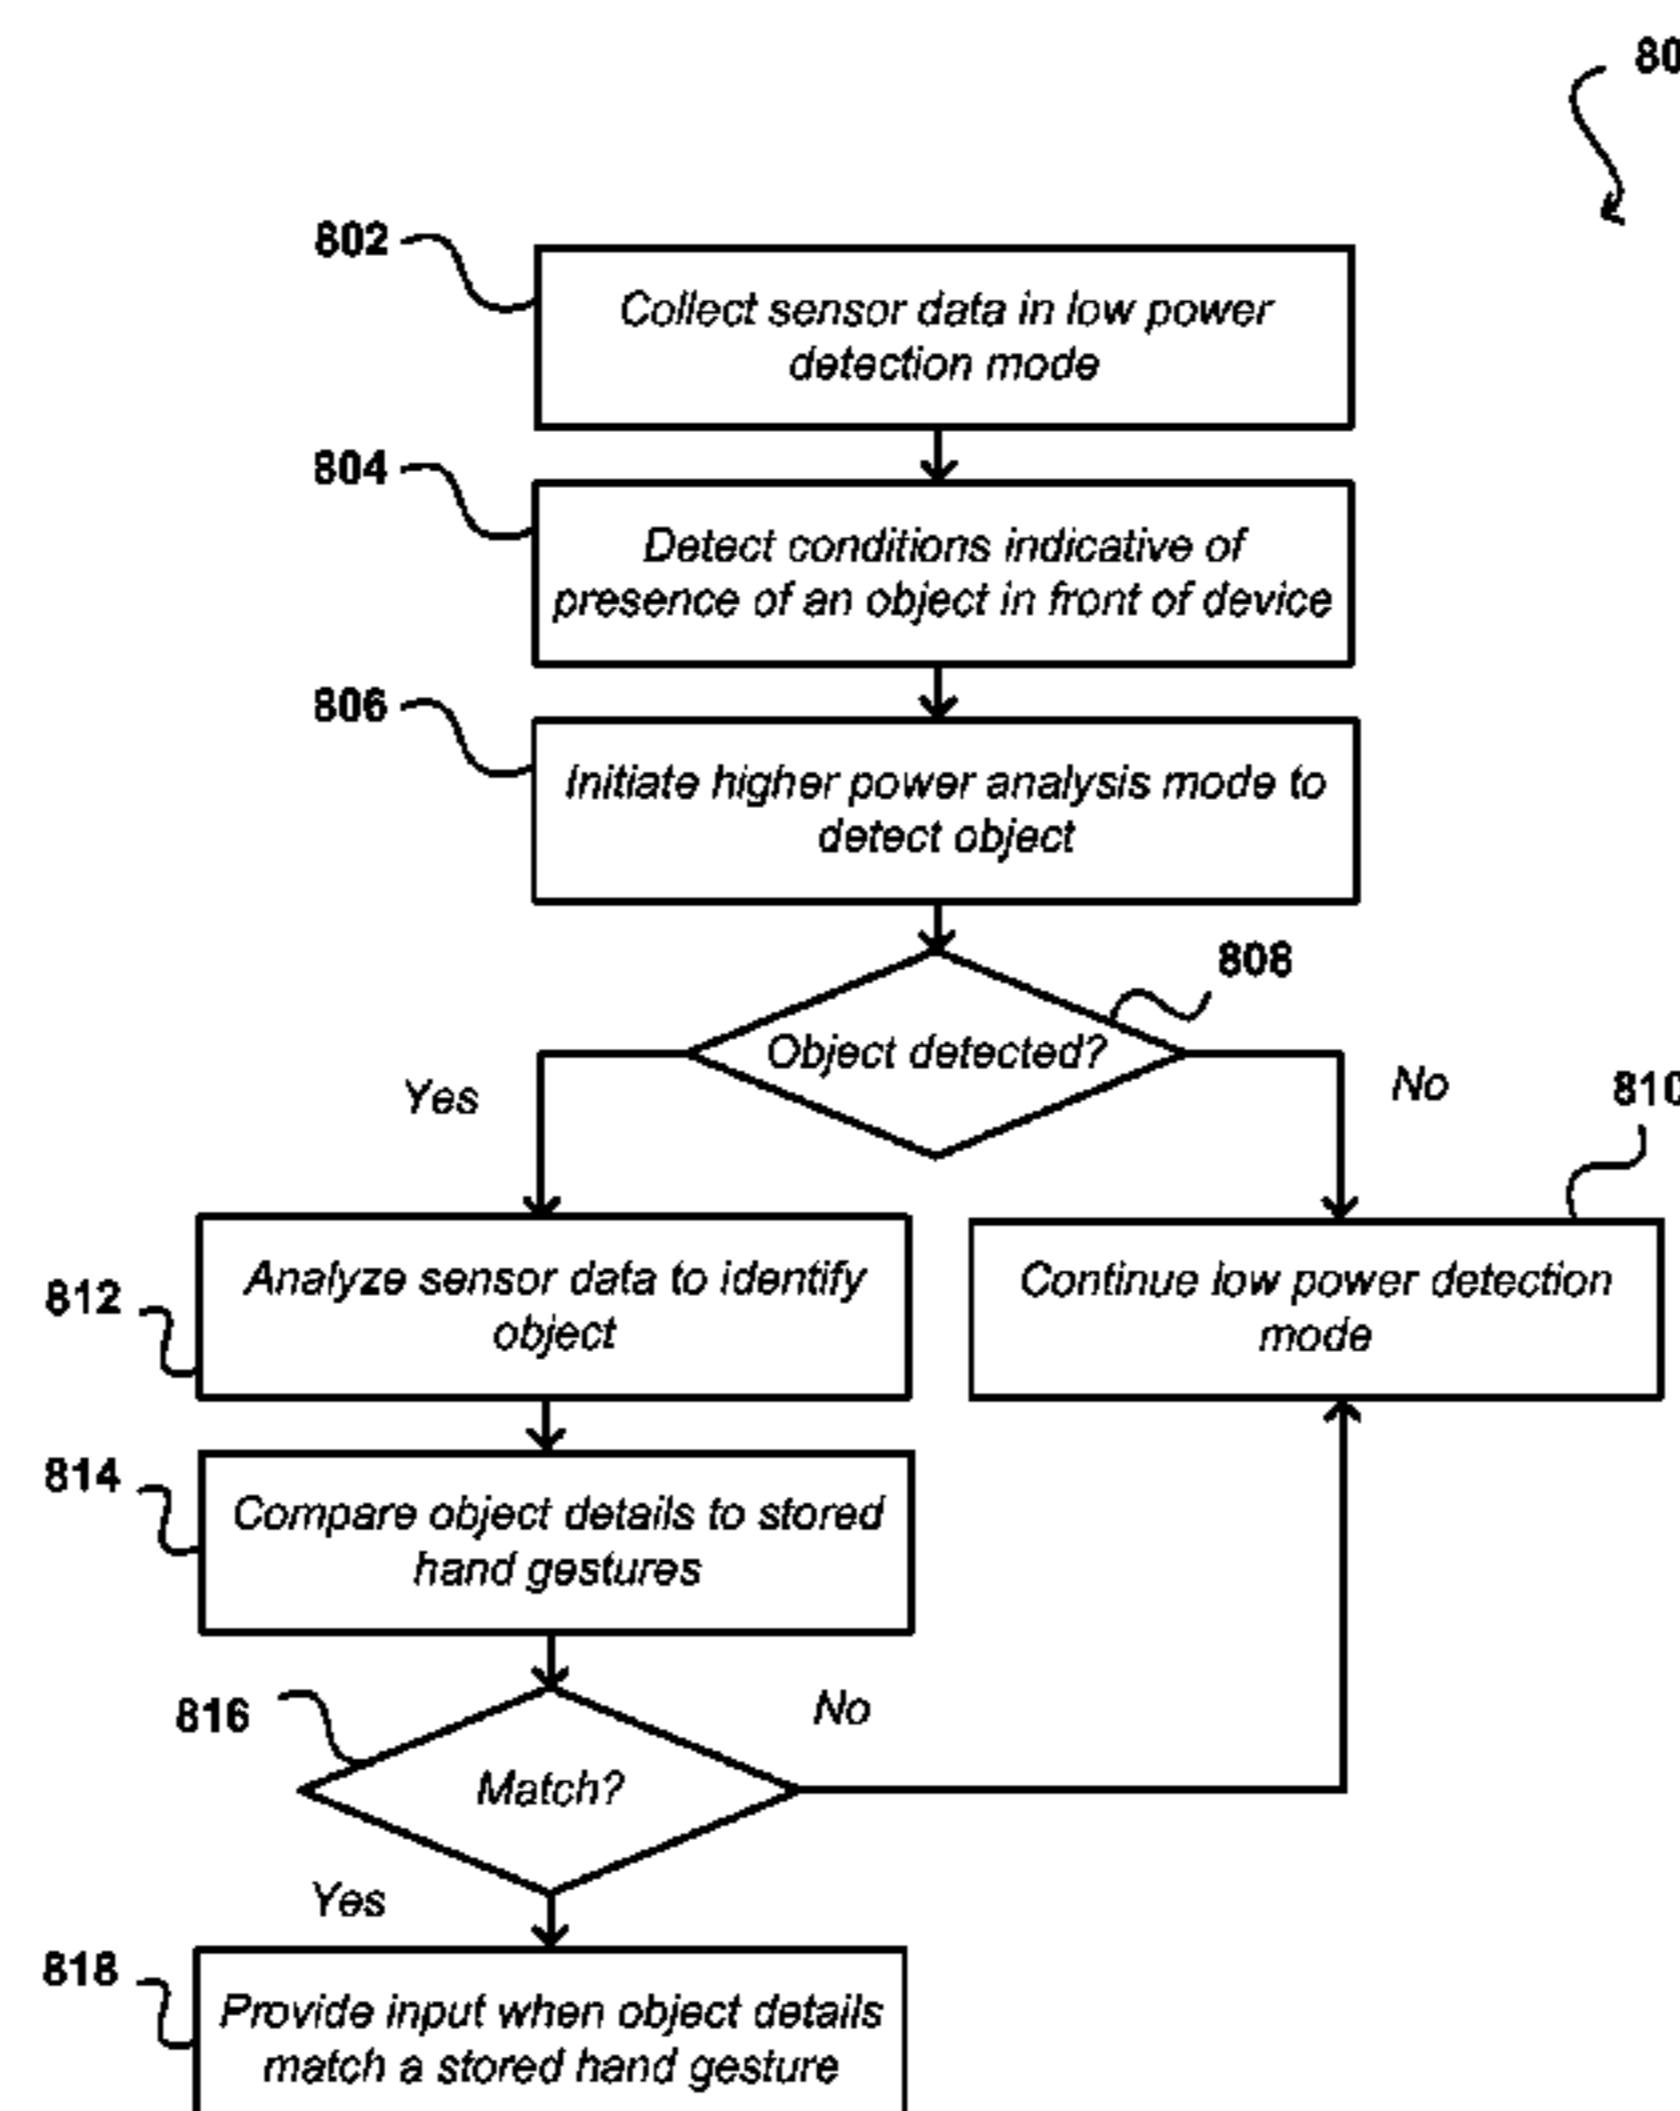 80
802
Collect sensor data in low power
detection mode
804
Detect conditions indicative of
presence of an object in front of device
806
Initiate higher power analysis mode to
detect object
808
Object detected?
Yes
No
810
812
Analyze sensor data to identify
object
Continue low power detection
mode
814
Compare object details to stored
hand gestures
816
No
Match?
Yes
818
Provide input when object details
match a stored hand gesture